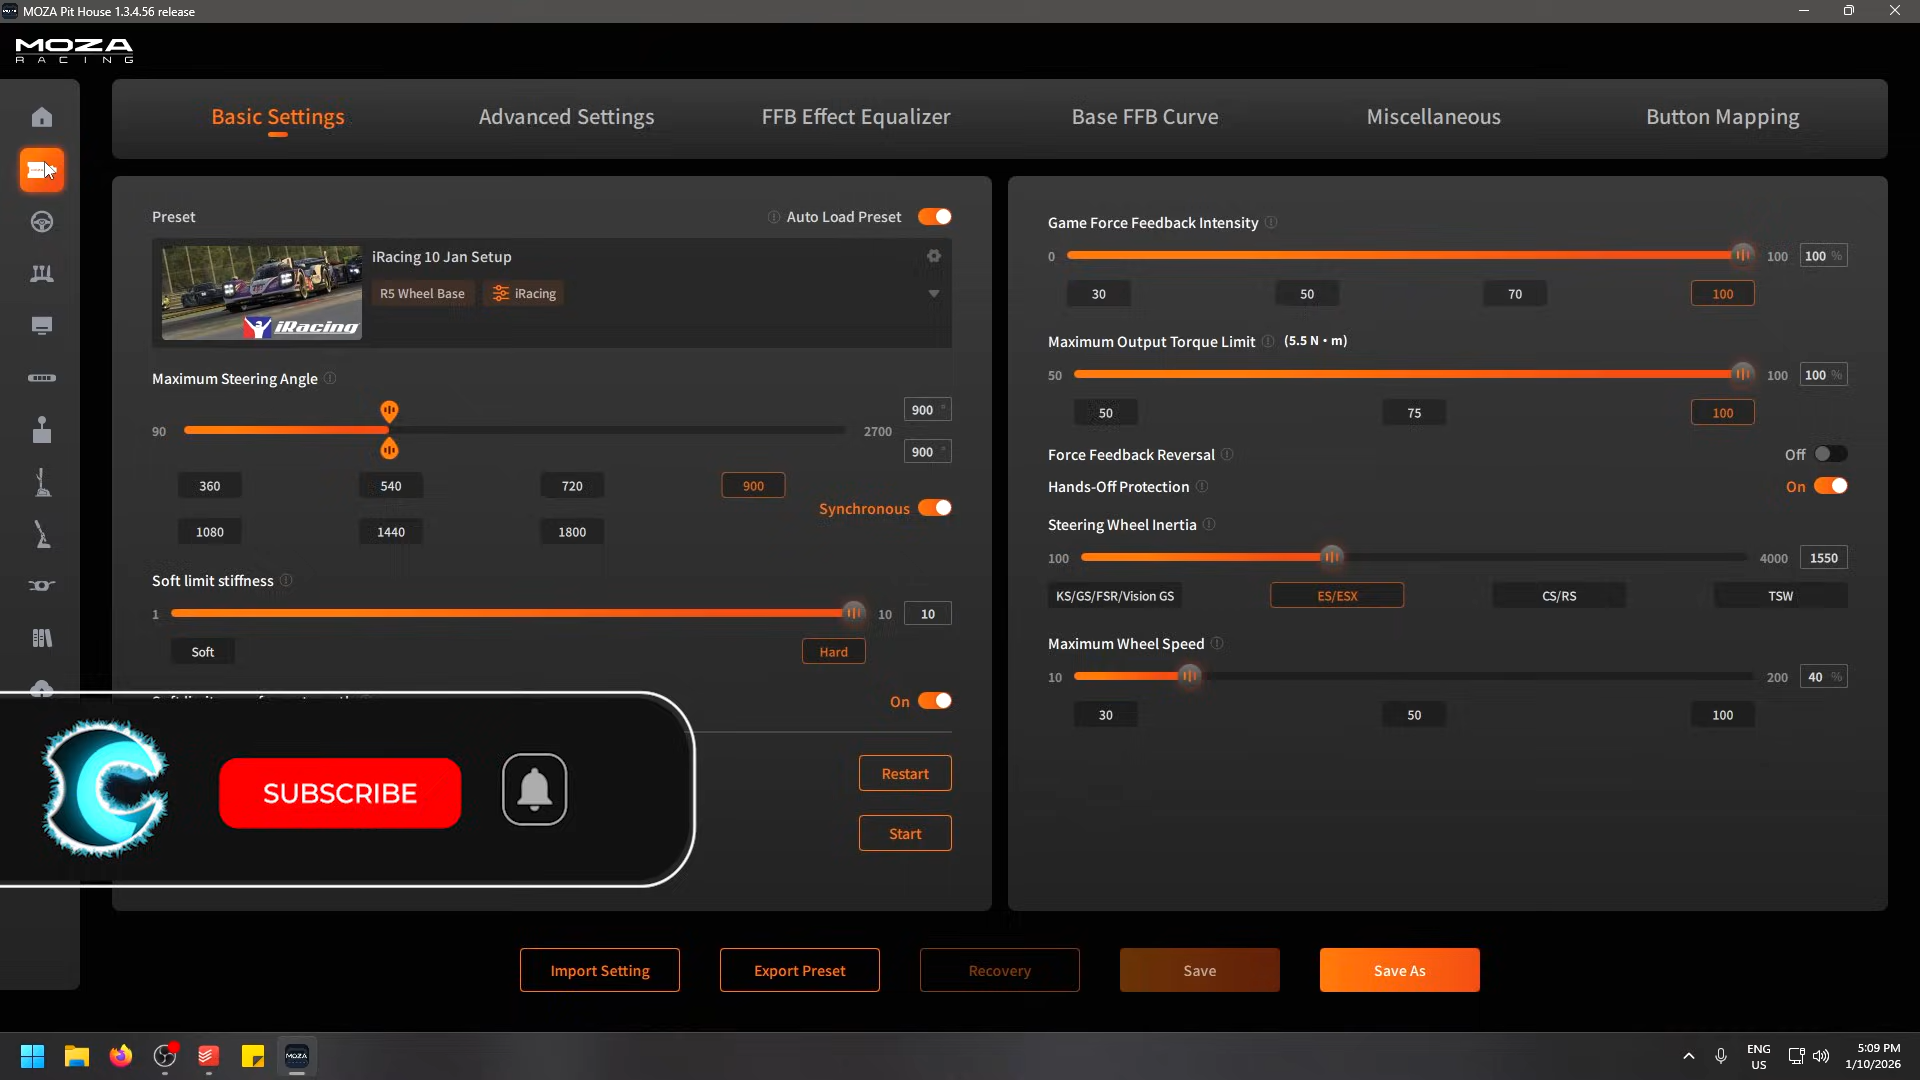 MOZA Pit House 1.3.4.56 release
MOZA
RACING
Basic Settings
Advanced Settings
FFB Effect Equalizer
Base FFB Curve
Miscellaneous
Button Mapping
Preset
Auto Load Preset
iRacing 10 Jan Setup
R5 Wheel Base
iRacing
iRacing
Maximum Steering Angle
90
2700
900 °
900 °
360
540
720
900
Synchronous
1080
1440
1800
Soft limit stiffness
1
10
10
Soft
Hard
On
SUBSCRIBE
Restart
Start
Game Force Feedback Intensity
0
100
100 %
30
50
70
100
Maximum Output Torque Limit
(5.5 N • m)
50
100
100 %
50
75
100
Force Feedback Reversal
Off
Hands-Off Protection
On
Steering Wheel Inertia
100
4000
1550
KS/GS/FSR/Vision GS
ES/ESX
CS/RS
TSW
Maximum Wheel Speed
10
200
40 %
30
50
100
Import Setting
Export Preset
Recovery
Save
Save As
MOZA
ENG
US
5:09 PM
1/10/2026